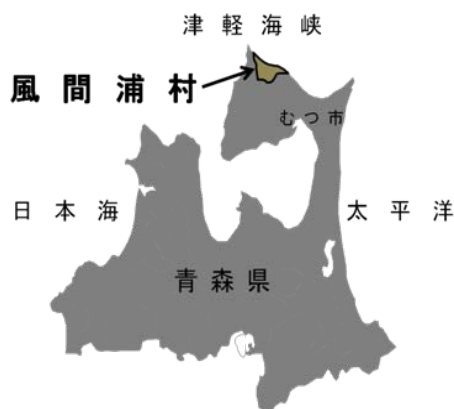 津軽海峡
風間浦村
むつ市
日本海
太平洋
青森県